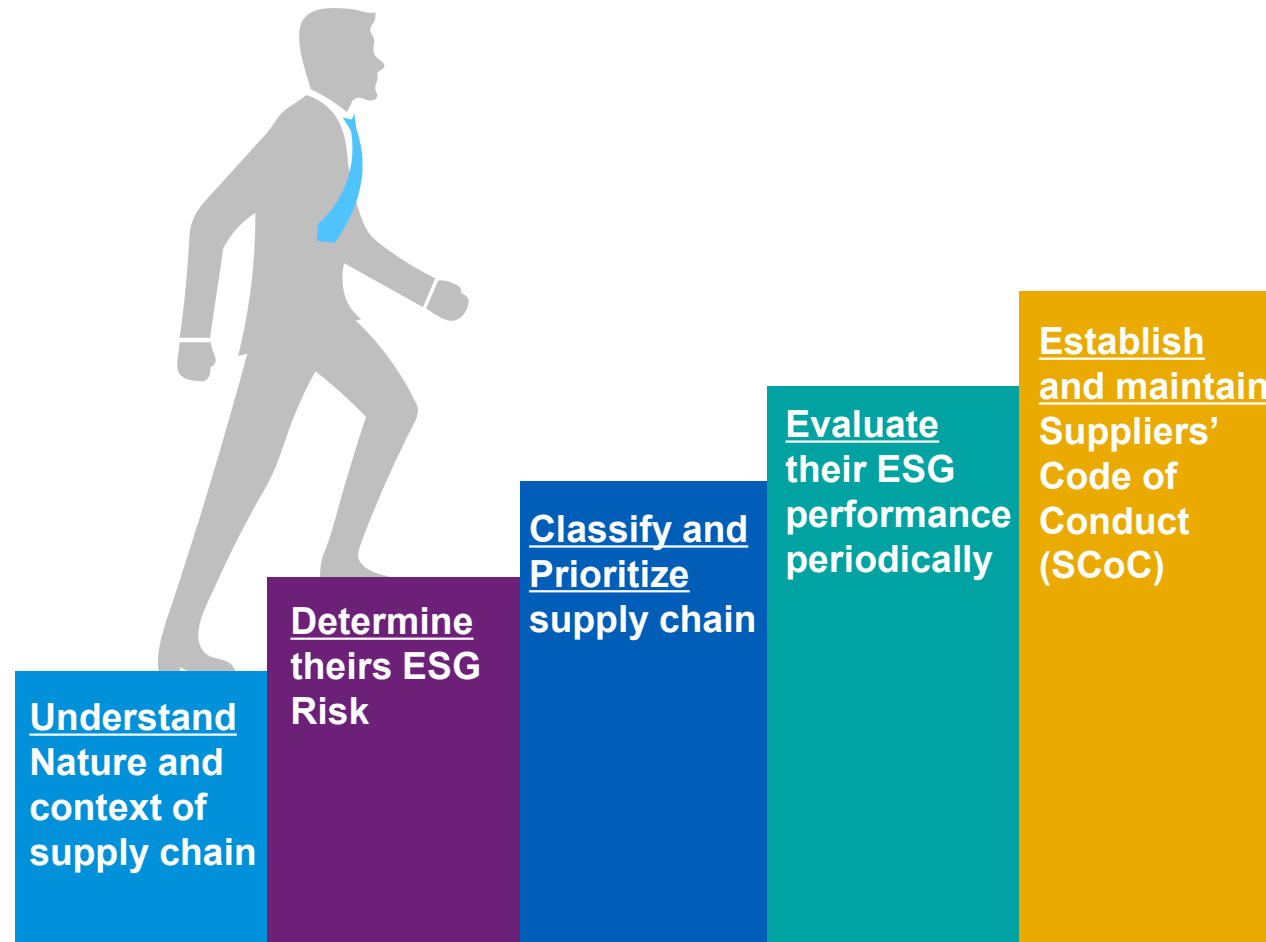 Understand
Nature and
context of
supply chain
Determine
theirs ESG
Risk
Classify and
Prioritize
supply chain
Evaluate
their ESG
performance
periodically
Establish
and maintain
Suppliers’
Code of
Conduct
(SCoC)